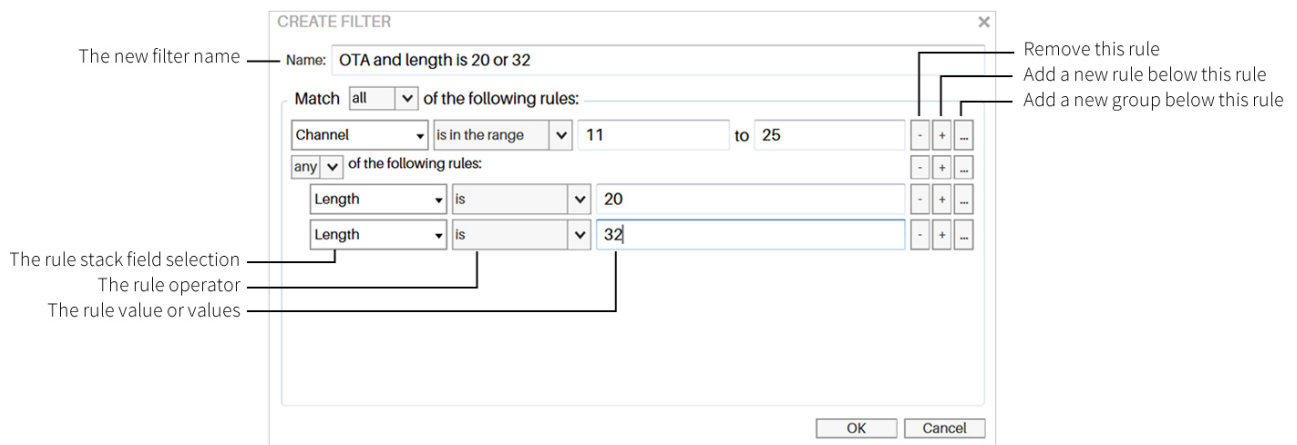 CREATE FILTER ×
The new filter name Name: OTA and length is 20 or 32 Remove this rule
Add a new rule below this rule
Match all of the following rules: Add a new group below this rule
Channel is in the range 11 to 25 - + ...
any of the following rules: - + ...
Length is 20 - + ...
Length is 32 - + ...
The rule stack field selection
The rule operator
The rule value or values
OK Cancel